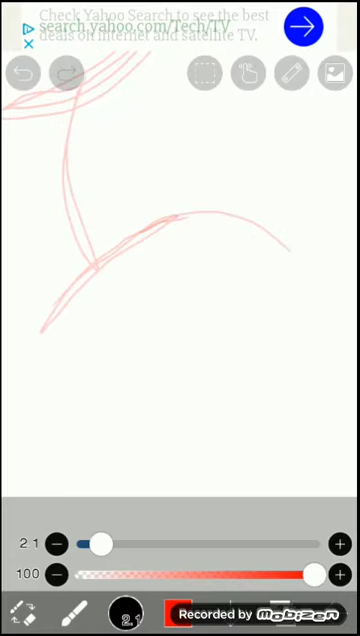 Check Yahoo Search to see the best
deals on internet and satellite TV.
search.yahoo.com/Tech/TV
2.1
100
2.1
Recorded by mobizen